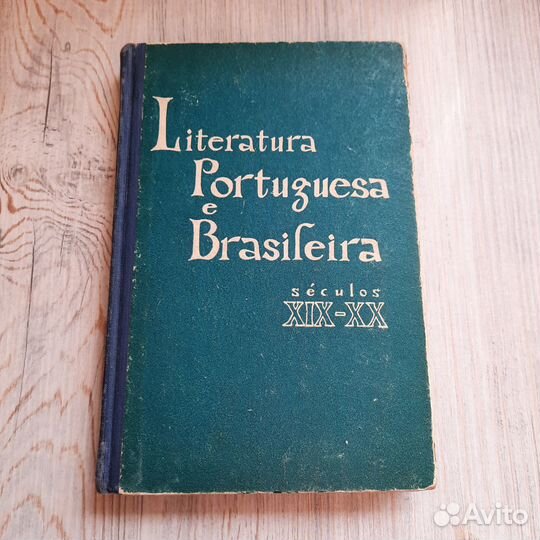 Literatura
Portuguesa
e
Brasileira
séculos
XIX-XX
Avito